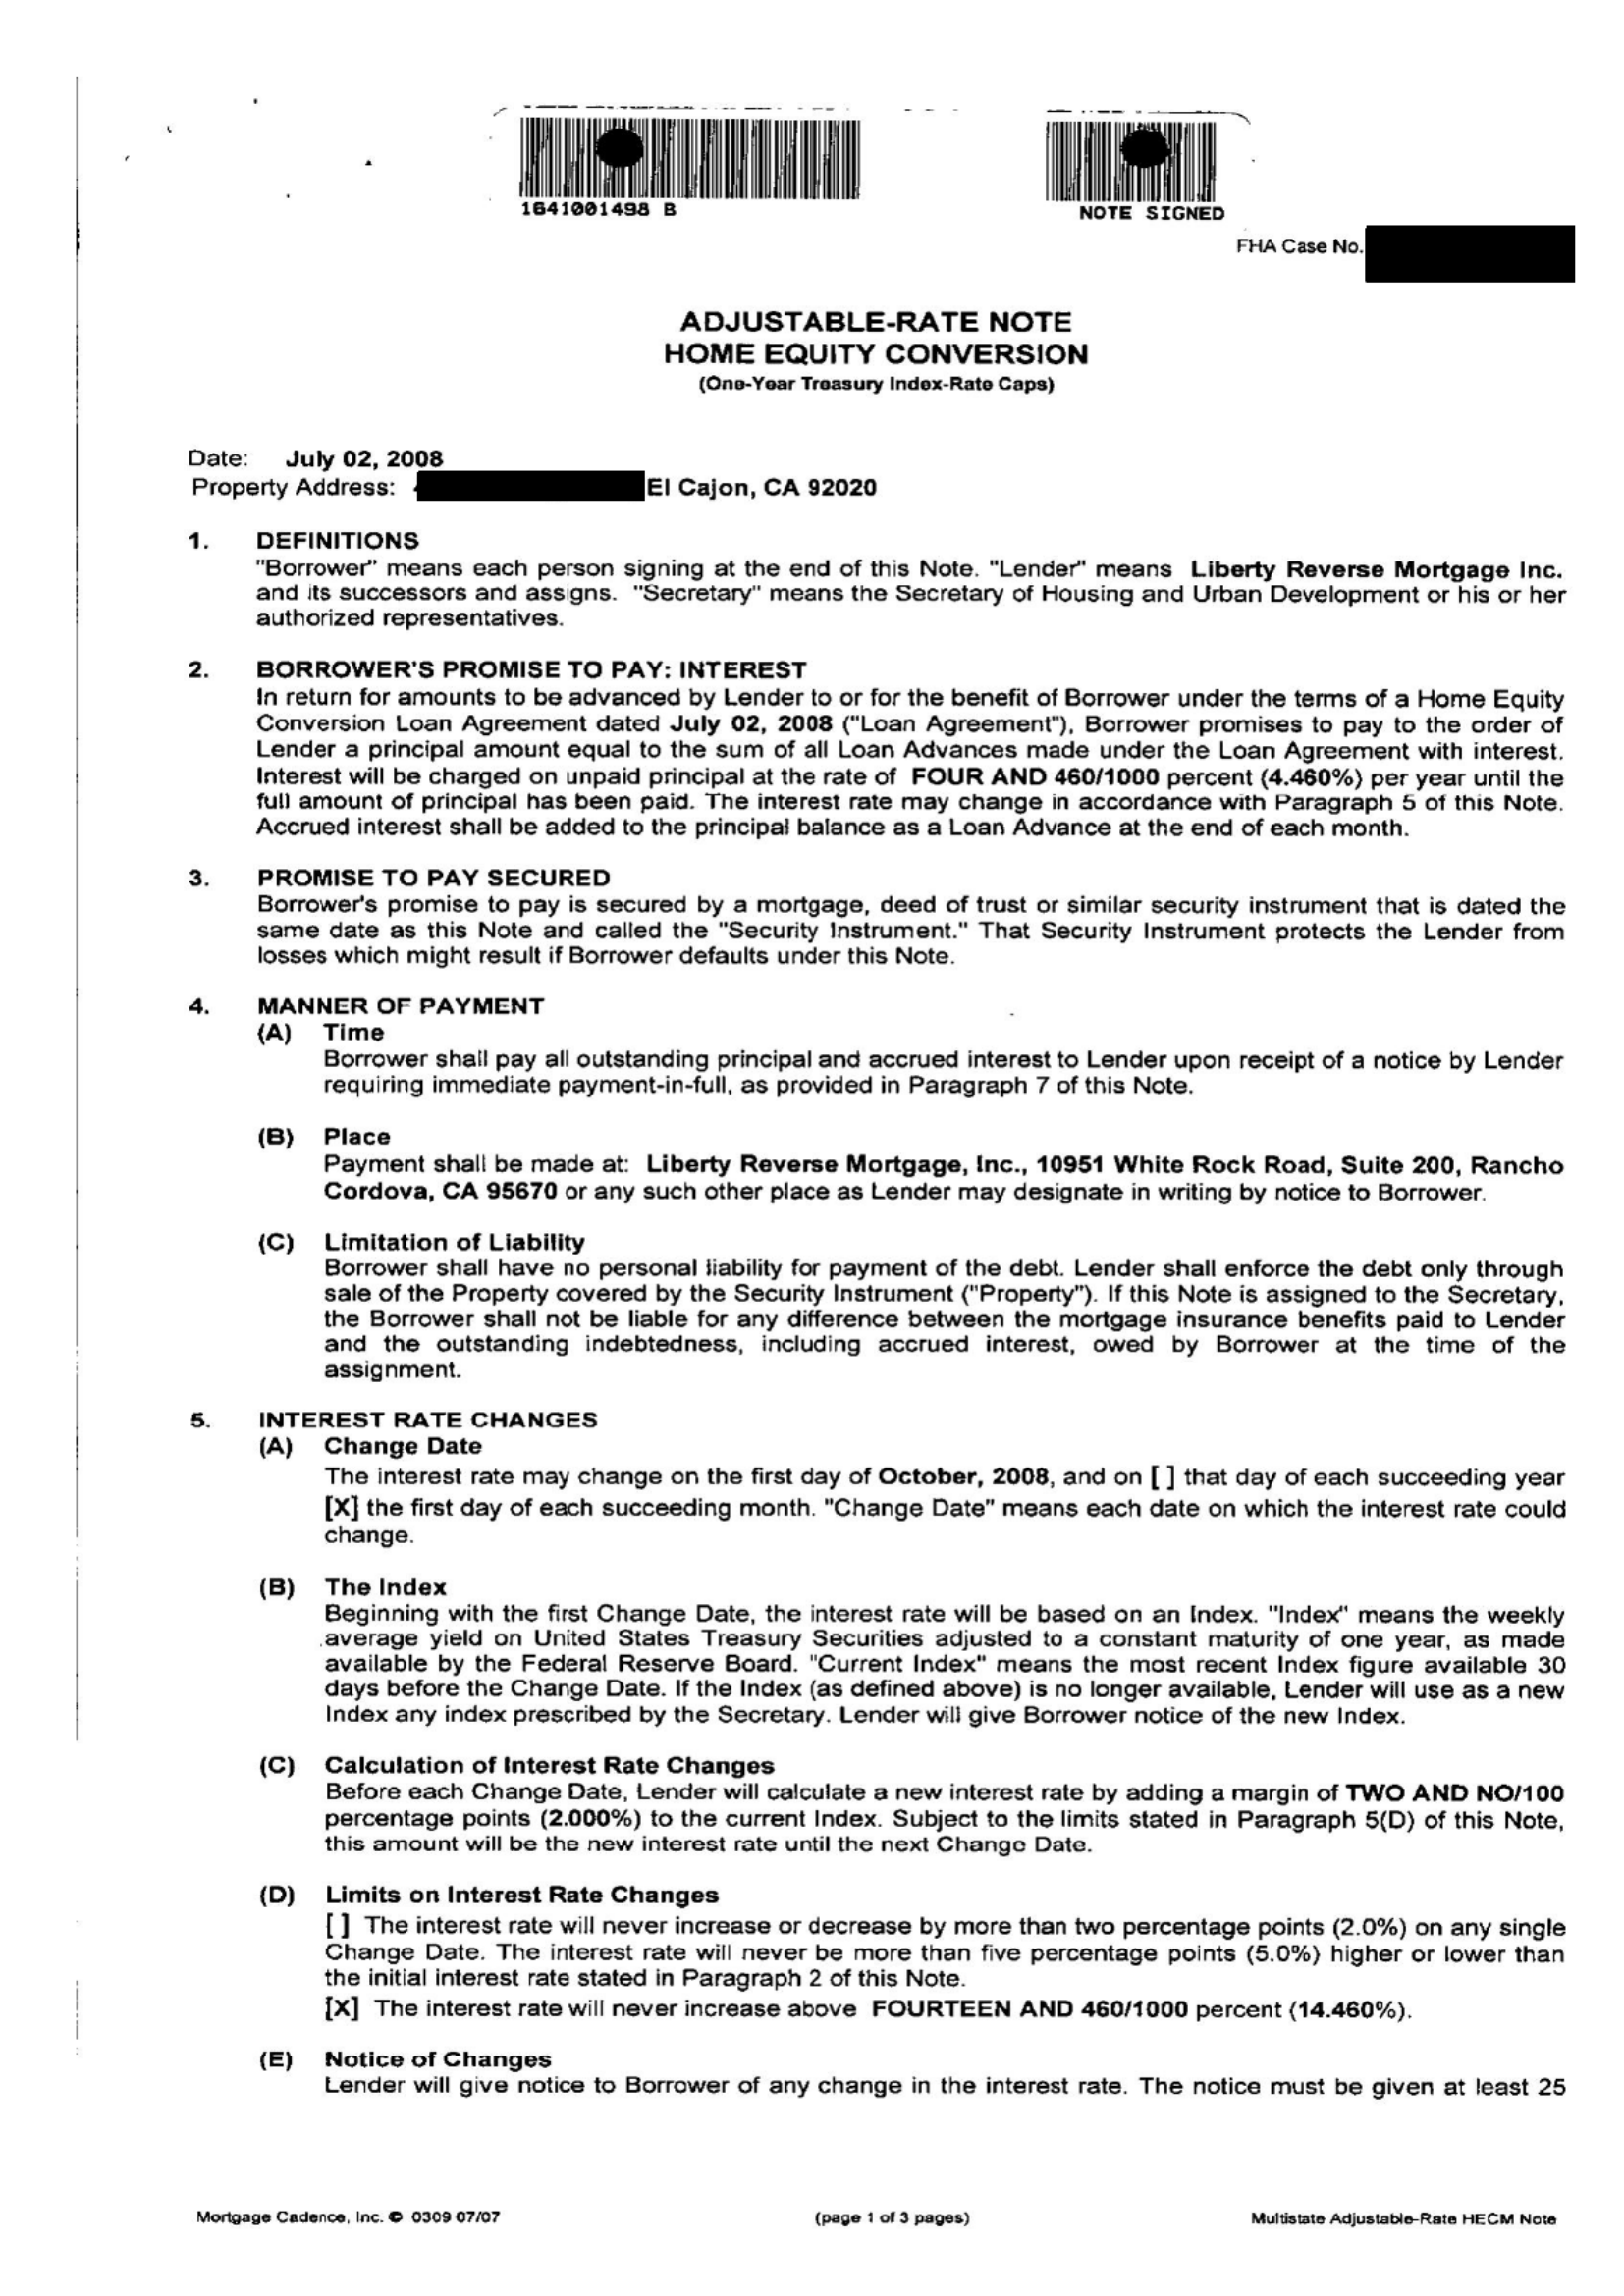 1641001498 B
NOTE SIGNED
FHA Case No.
ADJUSTABLE-RATE NOTE
HOME EQUITY CONVERSION
(One-Year Treasury Index-Rate Caps)
Date: July 02, 2008
Property Address: El Cajon, CA 92020
1. DEFINITIONS
"Borrower" means each person signing at the end of this Note. "Lender" means Liberty Reverse Mortgage Inc.
and its successors and assigns. "Secretary" means the Secretary of Housing and Urban Development or his or her
authorized representatives.
2. BORROWER'S PROMISE TO PAY: INTEREST
In return for amounts to be advanced by Lender to or for the benefit of Borrower under the terms of a Home Equity
Conversion Loan Agreement dated July 02, 2008 ("Loan Agreement"), Borrower promises to pay to the order of
Lender a principal amount equal to the sum of all Loan Advances made under the Loan Agreement with interest.
Interest will be charged on unpaid principal at the rate of FOUR AND 460/1000 percent (4.460%) per year until the
full amount of principal has been paid. The interest rate may change in accordance with Paragraph 5 of this Note.
Accrued interest shall be added to the principal balance as a Loan Advance at the end of each month.
3. PROMISE TO PAY SECURED
Borrower's promise to pay is secured by a mortgage, deed of trust or similar security instrument that is dated the
same date as this Note and called the "Security Instrument." That Security Instrument protects the Lender from
losses which might result if Borrower defaults under this Note.
4. MANNER OF PAYMENT
(A) Time
Borrower shall pay all outstanding principal and accrued interest to Lender upon receipt of a notice by Lender
requiring immediate payment-in-full, as provided in Paragraph 7 of this Note.
(B) Place
Payment shall be made at: Liberty Reverse Mortgage, Inc., 10951 White Rock Road, Suite 200, Rancho
Cordova, CA 95670 or any such other place as Lender may designate in writing by notice to Borrower.
(C) Limitation of Liability
Borrower shall have no personal liability for payment of the debt. Lender shall enforce the debt only through
sale of the Property covered by the Security Instrument ("Property"). If this Note is assigned to the Secretary,
the Borrower shall not be liable for any difference between the mortgage insurance benefits paid to Lender
and the outstanding indebtedness, including accrued interest, owed by Borrower at the time of the
assignment.
5. INTEREST RATE CHANGES
(A) Change Date
The interest rate may change on the first day of October, 2008, and on [ ] that day of each succeeding year
[X] the first day of each succeeding month. "Change Date" means each date on which the interest rate could
change.
(B) The Index
Beginning with the first Change Date, the interest rate will be based on an Index. "Index" means the weekly
average yield on United States Treasury Securities adjusted to a constant maturity of one year, as made
available by the Federal Reserve Board. "Current Index" means the most recent Index figure available 30
days before the Change Date. If the Index (as defined above) is no longer available, Lender will use as a new
Index any index prescribed by the Secretary. Lender will give Borrower notice of the new Index.
(C) Calculation of Interest Rate Changes
Before each Change Date, Lender will calculate a new interest rate by adding a margin of TWO AND NO/100
percentage points (2.000%) to the current Index. Subject to the limits stated in Paragraph 5(D) of this Note,
this amount will be the new interest rate until the next Change Date.
(D) Limits on Interest Rate Changes
[ ] The interest rate will never increase or decrease by more than two percentage points (2.0%) on any single
Change Date. The interest rate will never be more than five percentage points (5.0%) higher or lower than
the initial interest rate stated in Paragraph 2 of this Note.
[X] The interest rate will never increase above FOURTEEN AND 460/1000 percent (14.460%).
(E) Notice of Changes
Lender will give notice to Borrower of any change in the interest rate. The notice must be given at least 25
Mortgage Cadence, Inc. © 0309 07/07 (page 1 of 3 pages) Multistate Adjustable-Rate HECM Note